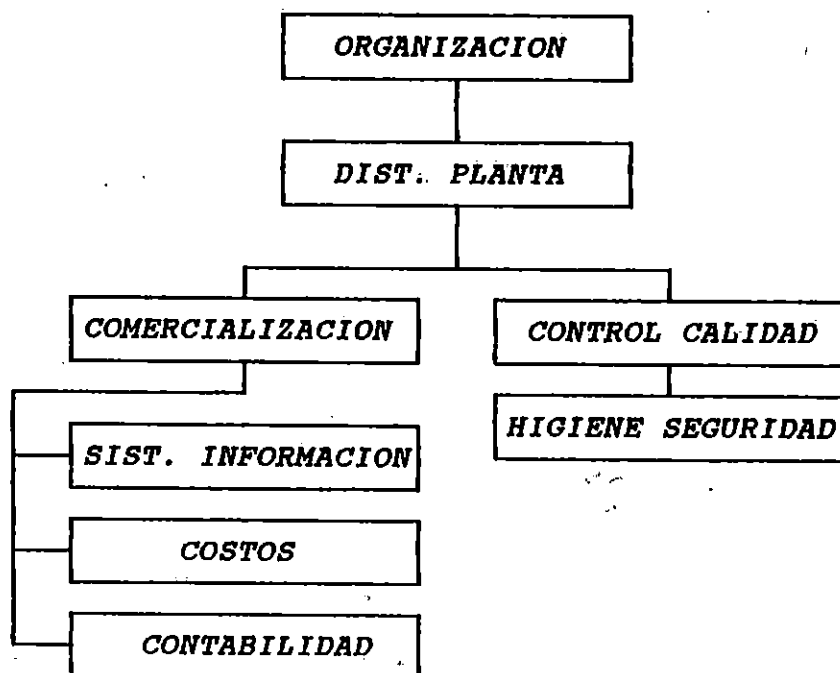 ORGANIZACION
DIST. PLANTA
COMERCIALIZACION
CONTROL CALIDAD
SIST. INFORMACION
HIGIENE SEGURIDAD
COSTOS
CONTABILIDAD